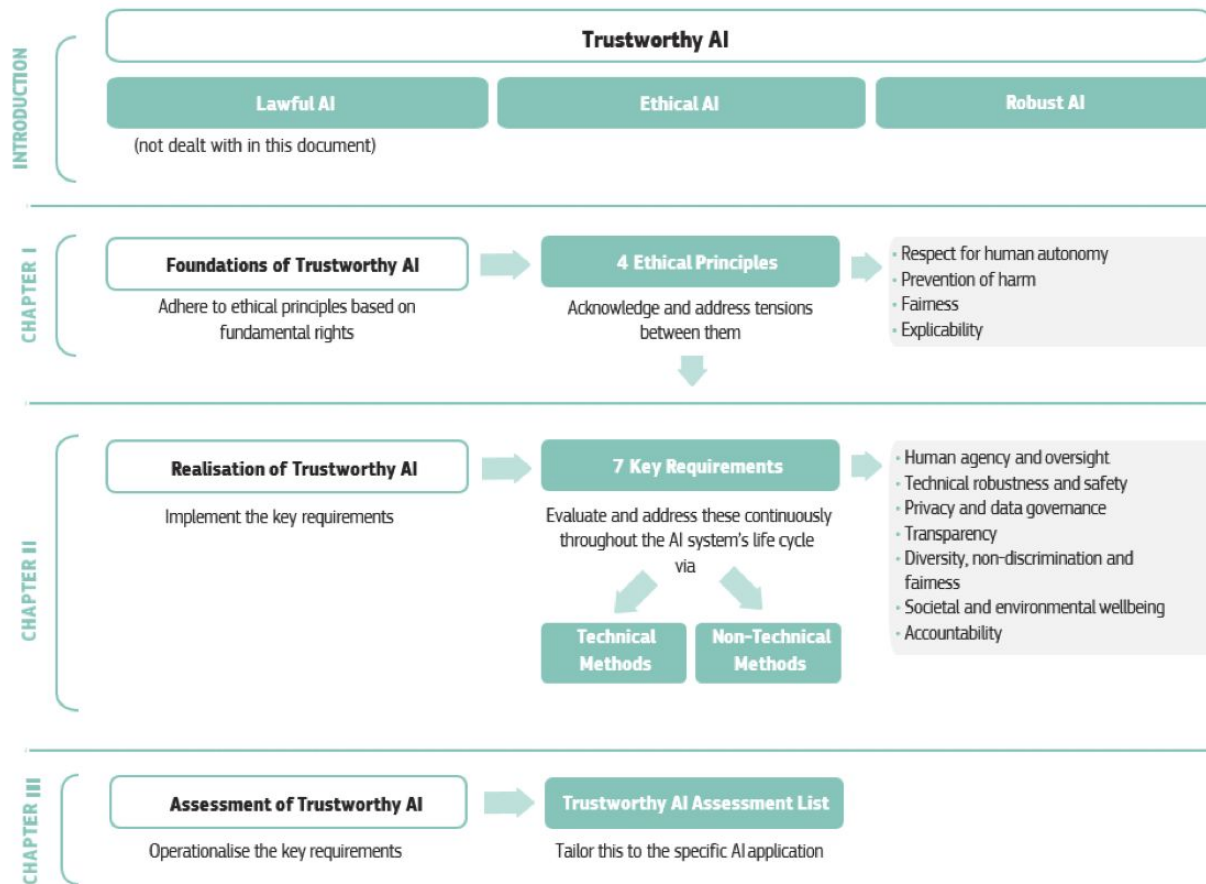 INTRODUCTION
Trustworthy AI
Lawful AI
Ethical AI
Robust AI
(not dealt with in this document)
CHAPTER I
Foundations of Trustworthy AI
Adhere to ethical principles based on
fundamental rights
4 Ethical Principles
Acknowledge and address tensions
between them
• Respect for human autonomy
• Prevention of harm
• Fairness
• Explicability
CHAPTER II
Realisation of Trustworthy AI
Implement the key requirements
7 Key Requirements
Evaluate and address these continuously
throughout the AI system's life cycle
via
Technical
Methods
Non-Technical
Methods
• Human agency and oversight
• Technical robustness and safety
• Privacy and data governance
• Transparency
• Diversity, non-discrimination and
fairness
• Societal and environmental wellbeing
• Accountability
CHAPTER III
Assessment of Trustworthy AI
Operationalise the key requirements
Trustworthy AI Assessment List
Tailor this to the specific AI application